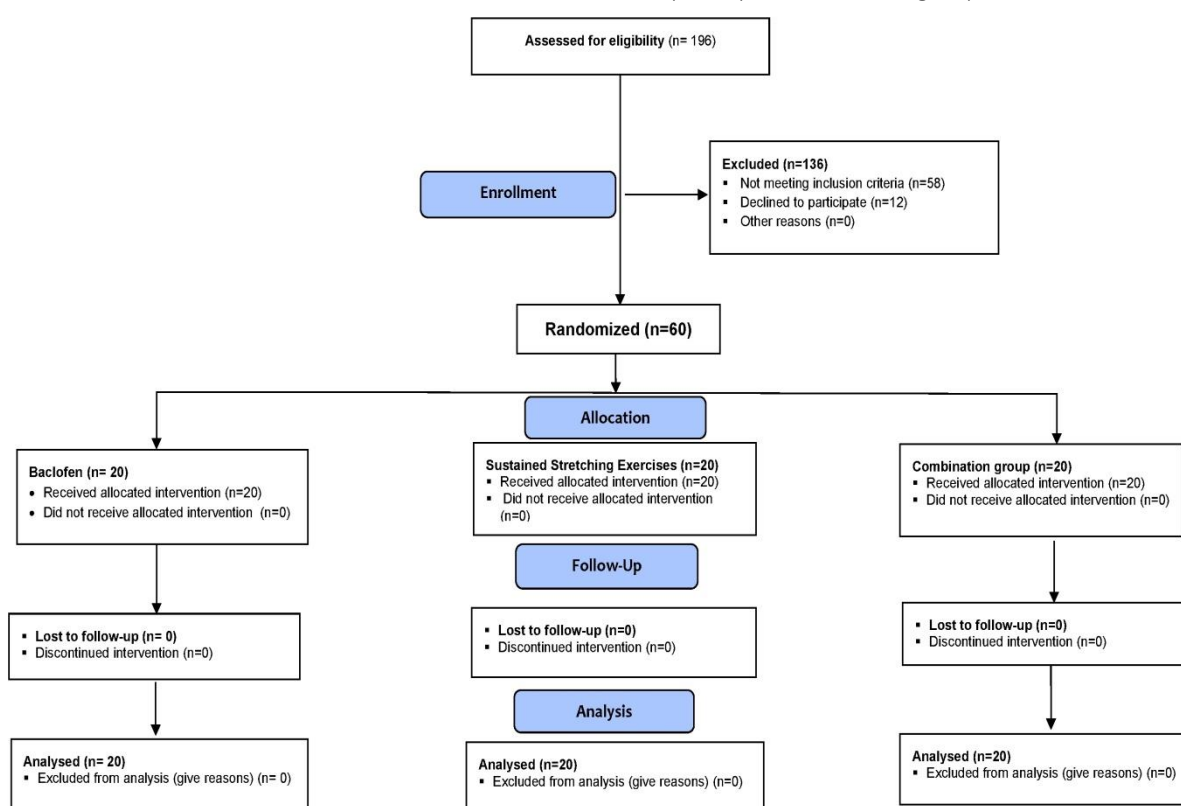 Assessed for eligibility (n= 196)
Enrollment
Excluded (n=136)
▪ Not meeting inclusion criteria (n=58)
▪ Declined to participate (n=12)
▪ Other reasons (n=0)
Randomized (n=60)
Allocation
Baclofen (n= 20)
• Received allocated intervention (n=20)
• Did not receive allocated intervention (n=0)
Sustained Stretching Exercises (n=20)
▪ Received allocated intervention (n=20)
▪ Did not receive allocated intervention
(n=0)
Combination group (n=20)
▪ Received allocated intervention (n=20)
▪ Did not receive allocated intervention (n=0)
Follow-Up
▪ Lost to follow-up (n= 0)
▪ Discontinued intervention (n=0)
▪ Lost to follow-up (n=0)
▪ Discontinued intervention (n=0)
▪ Lost to follow-up (n=0)
▪ Discontinued intervention (n=0)
Analysis
Analysed (n= 20)
▪ Excluded from analysis (give reasons) (n= 0)
Analysed (n=20)
▪ Excluded from analysis (give reasons) (n=0)
Analysed (n=20)
▪ Excluded from analysis (give reasons) (n=0)